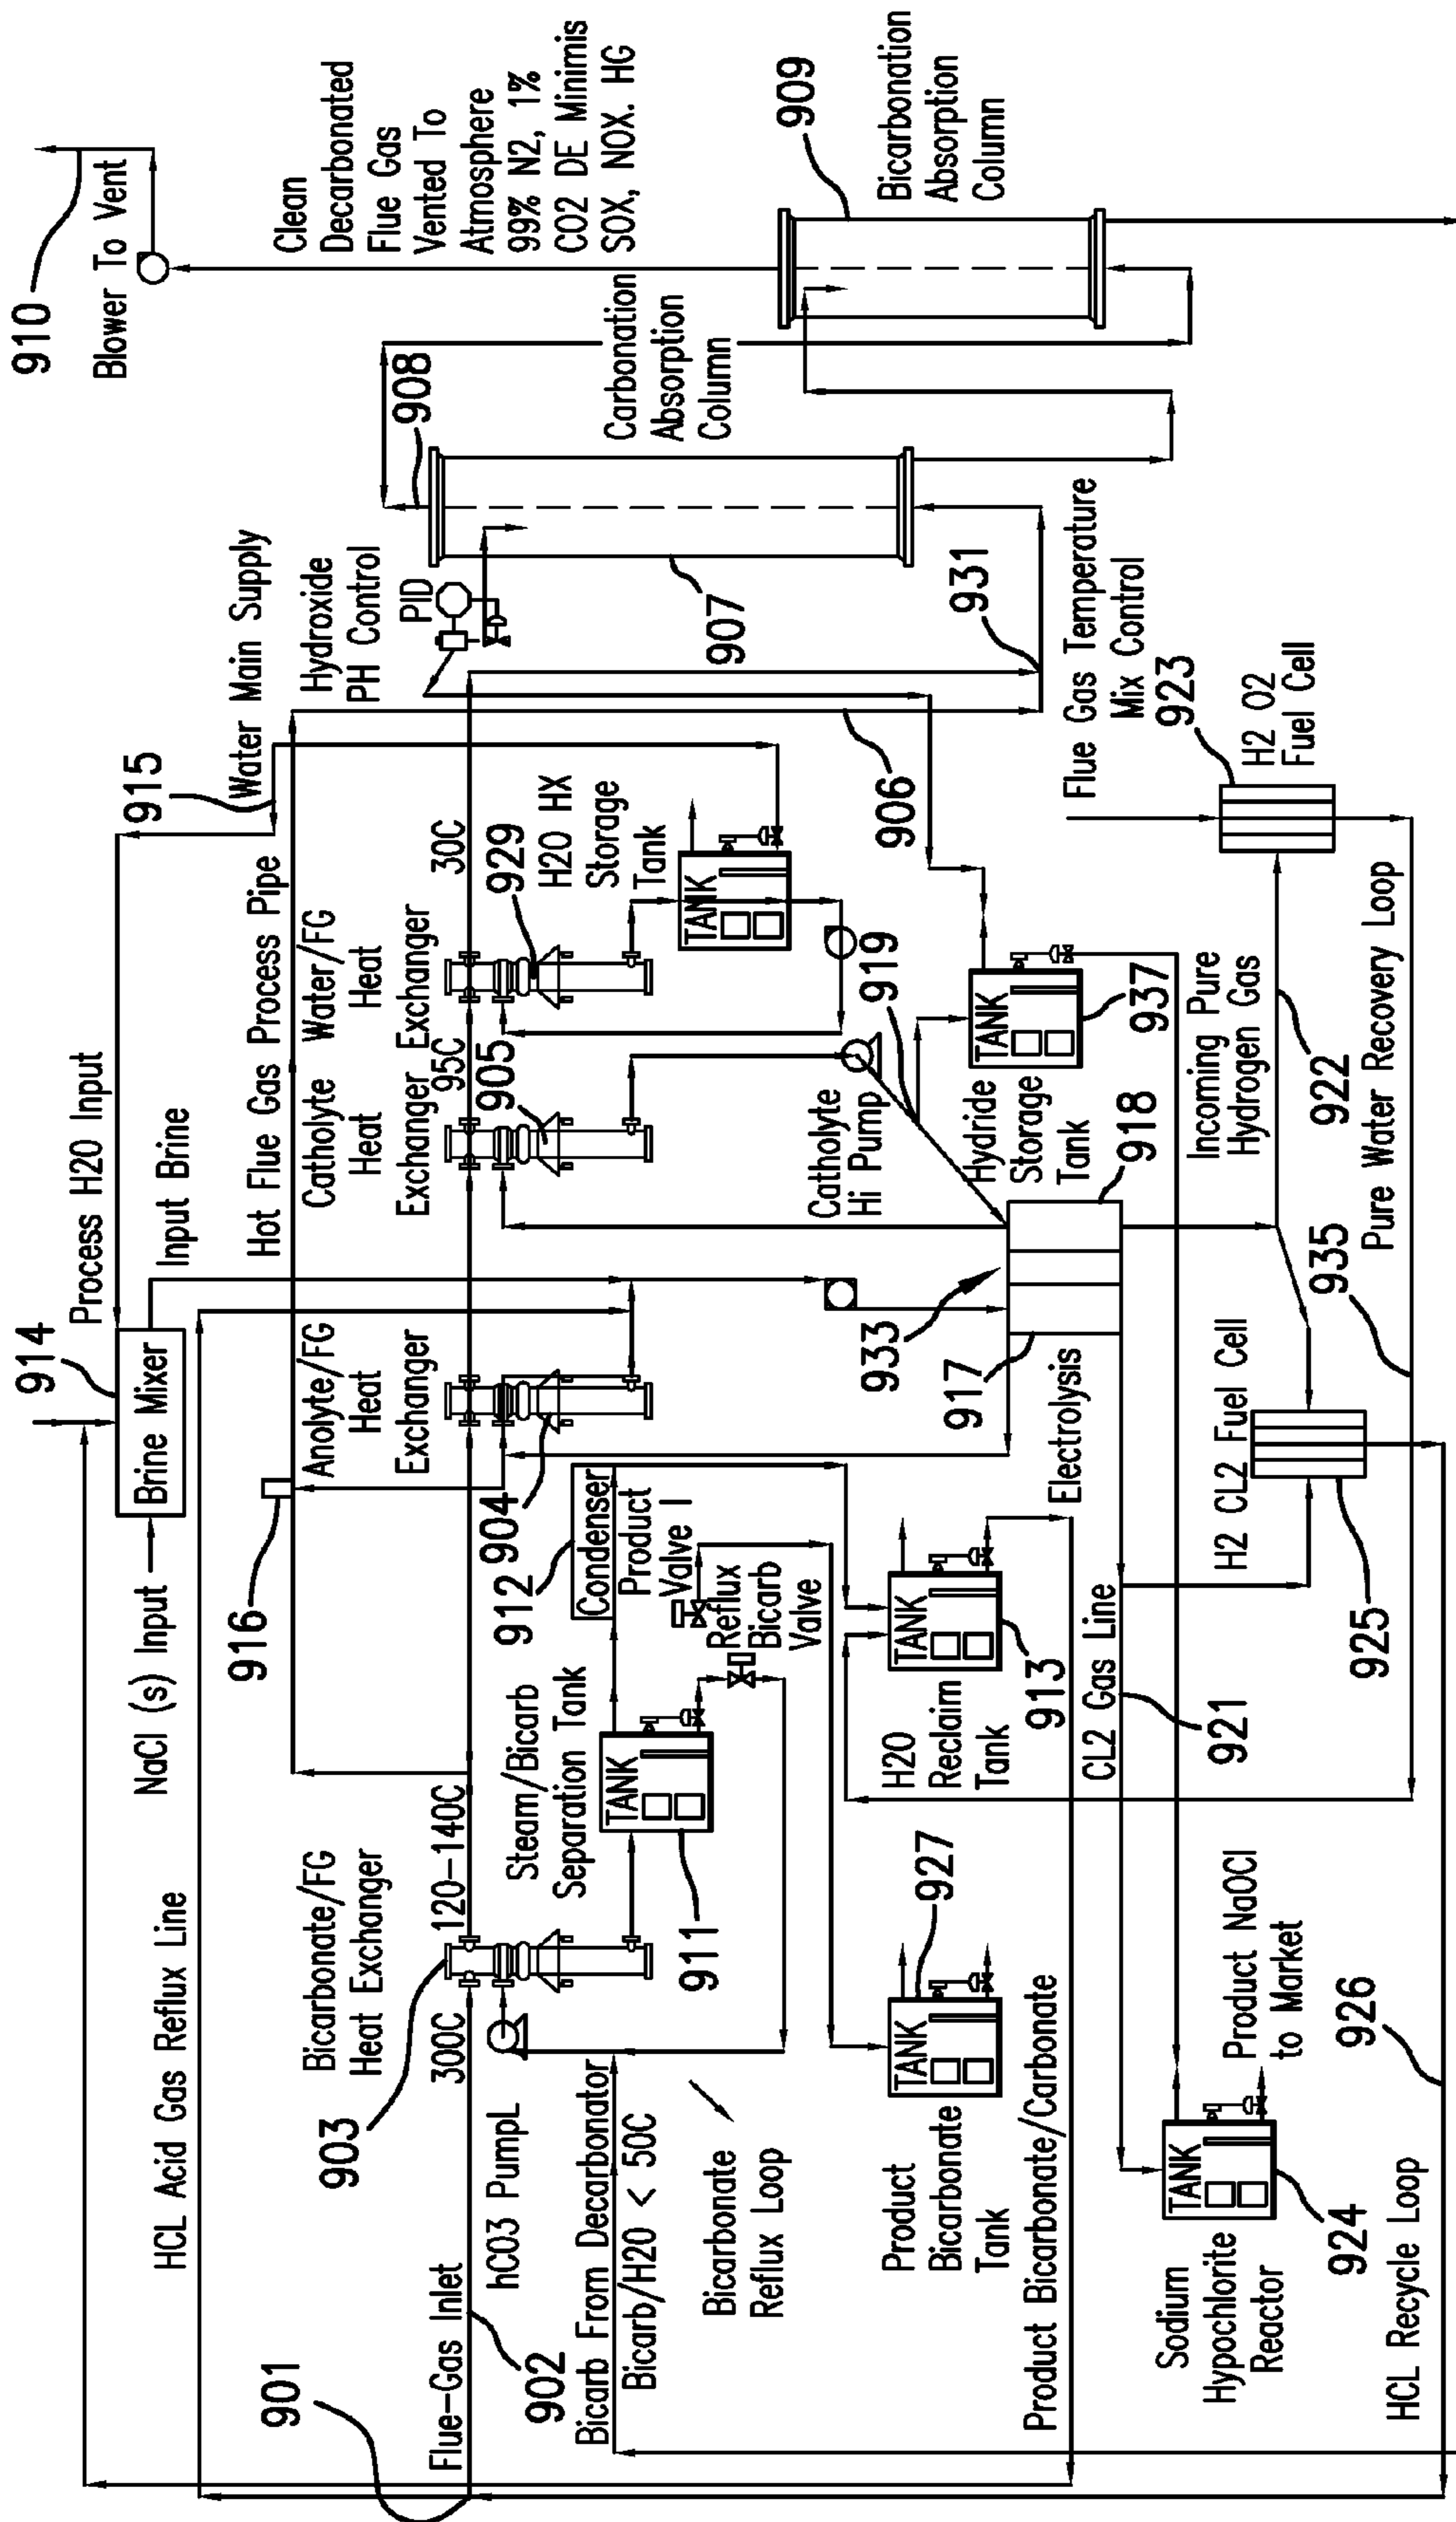 910
Blower To Vent
Clean
Decarbonated
Flue Gas
Vented To
Atmosphere
99% N2, 1%
CO2 DE Minimis
SOX, NOX. HG
909
Bicarbonation
Absorption
Column
908
Carbonation
Absorption
Column
907
931
PID
Hydroxide
PH Control
Water Main Supply
915
906
Flue Gas Temperature
Mix Control
923
H2 O2
Fuel Cell
Process H20 Input
Input Brine
914
Brine Mixer
NaCl (s) Input
916
Hot Flue Gas Process Pipe
HCL Acid Gas Reflux Line
Water/FG
Heat
Exchanger
30C
929
H20 HX
Storage
Tank
TANK
Catholyte
Heat
Exchanger
95C
905
Catholyte
Hi Pump
919
TANK
937
Hydride
Storage
Tank
918
Incoming Pure
Hydrogen Gas
922
Pure Water Recovery Loop
935
Anolyte/FG
Heat
Exchanger
904
933
917
Electrolysis
H2 CL2 Fuel Cell
925
912
Condenser
Product
Valve I
Reflux
Bicarb
Valve
TANK
913
H20
Reclaim
Tank
CL2 Gas Line
921
Bicarbonate/FG
Heat Exchanger
120-140C
300C
903
Steam/Bicarb
Separation Tank
TANK
911
hCO3 PumpL
Flue-Gas Inlet
901
902
Bicarb From Decarbonator
Bicarb/H20 < 50C
Bicarbonate
Reflux Loop
927
TANK
Product
Bicarbonate
Tank
Product Bicarbonate/Carbonate
Product NaOCl
to Market
TANK
924
Sodium
Hypochlorite
Reactor
926
HCL Recycle Loop